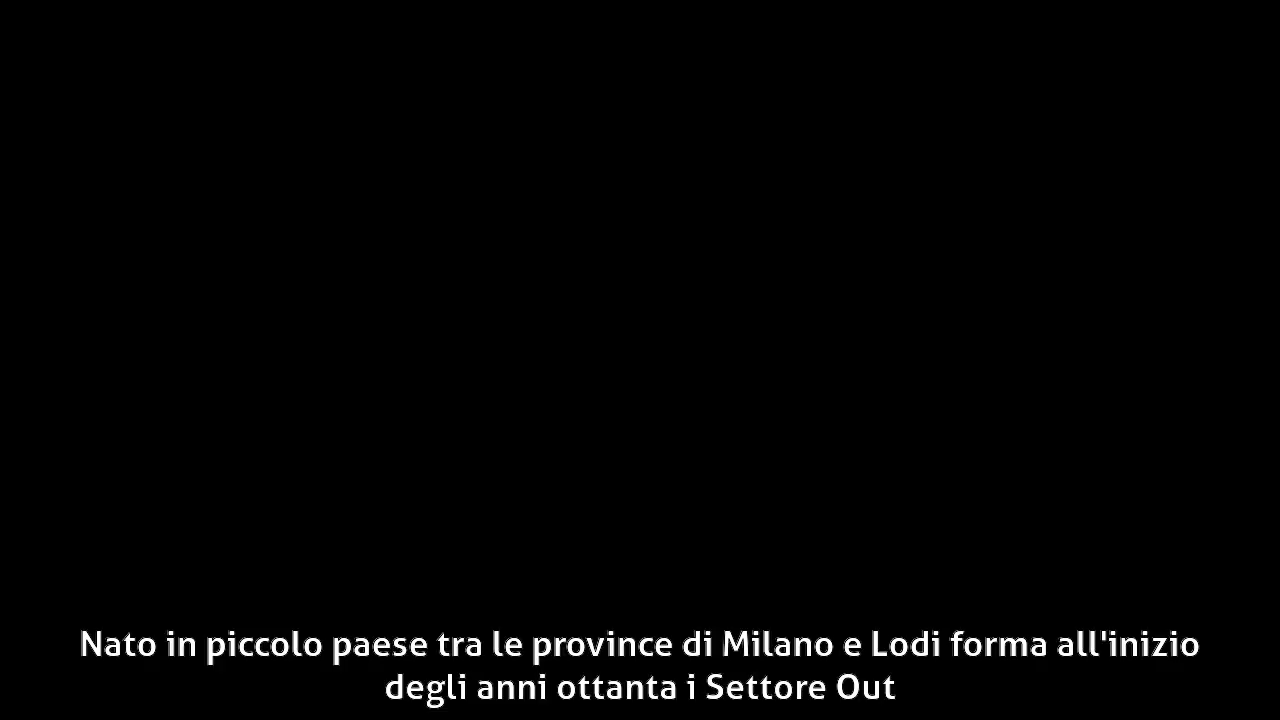 Nato in piccolo paese tra le province di Milano e Lodi forma all'inizio
degli anni ottanta i Settore Out